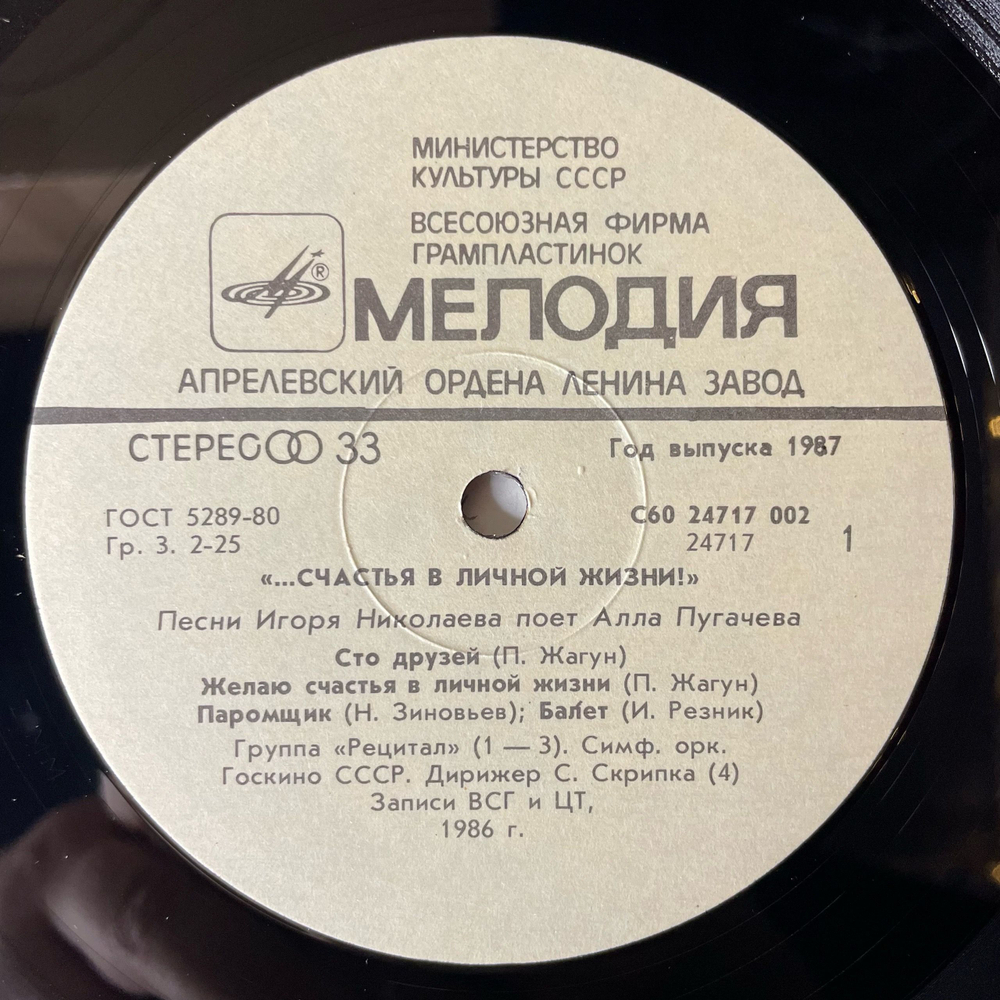 МИНИСТЕРСТВО
КУЛЬТУРЫ СССР
ВСЕСОЮЗНАЯ ФИРМА
ГРАМПЛАСТИНОК
®
МЕЛОДИЯ
АПРЕЛЕВСКИЙ ОРДЕНА ЛЕНИНА ЗАВОД
СТЕРЕО 33
Год выпуска 1987
ГОСТ 5289-80
Гр. 3. 2-25
С60 24717 002
24717
1
«...СЧАСТЬЯ В ЛИЧНОЙ ЖИЗНИ!»
Песни Игоря Николаева поет Алла Пугачева
Сто друзей (П. Жагун)
Желаю счастья в личной жизни (П. Жагун)
Паромщик (Н. Зиновьев); Балет (И. Резник)
Группа «Рецитал» (1 — 3). Симф. орк.
Госкино СССР. Дирижер С. Скрипка (4)
Записи ВСГ и ЦТ,
1986 г.